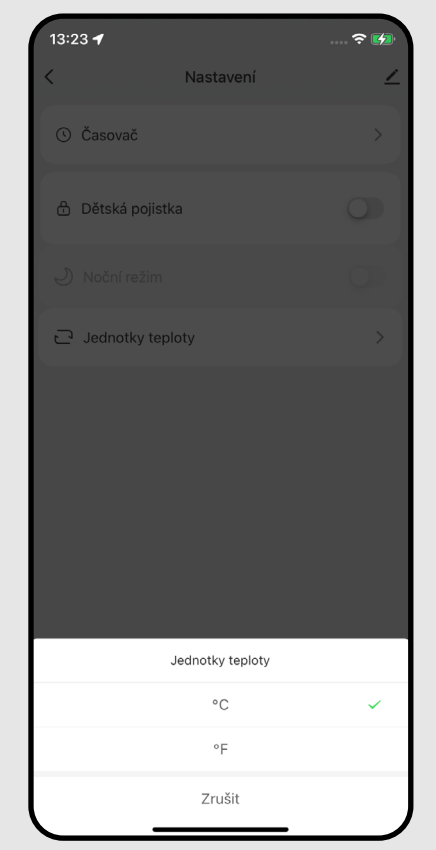 13:23
Nastavení
Časovač
Dětská pojistka
Noční režim
Jednotky teploty
Jednotky teploty
°C
°F
Zrušit